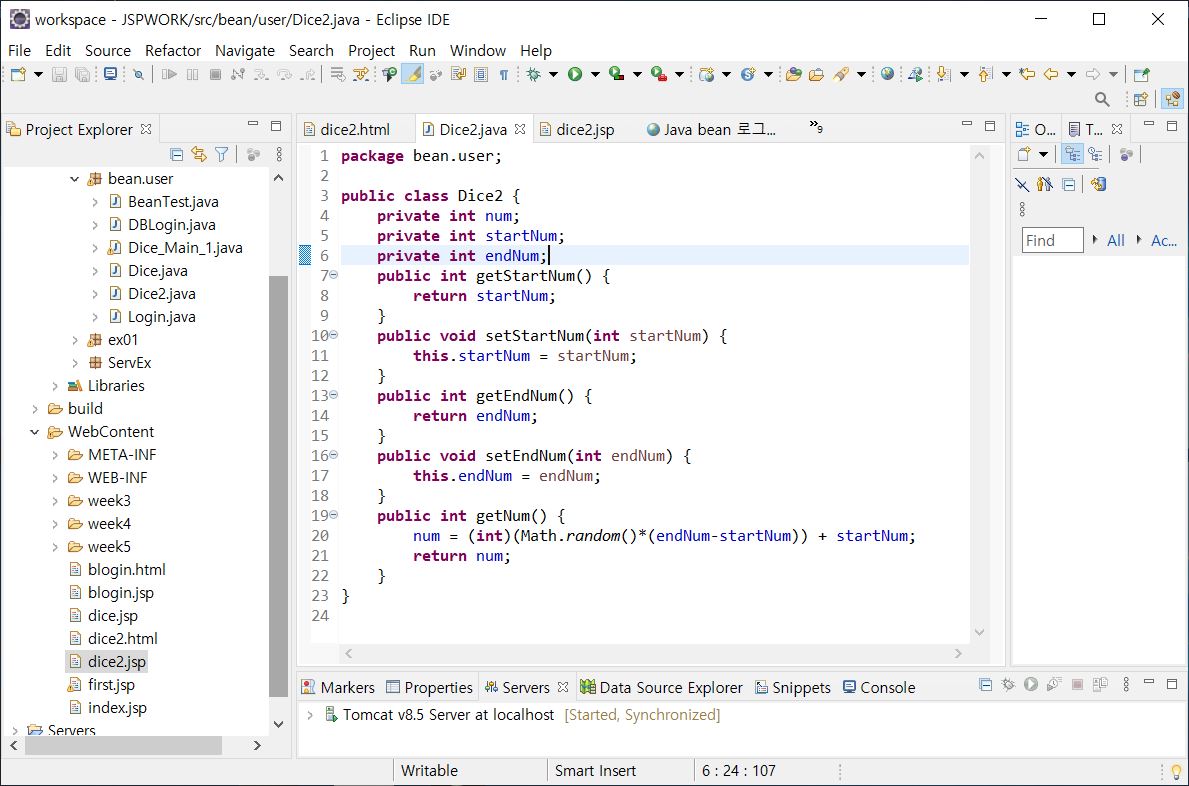 workspace - JSPWORK/src/bean/user/Dice2.java - Eclipse IDE
File Edit Source Refactor Navigate Search Project Run Window Help
Project Explorer
bean.user
BeanTest.java
DBLogin.java
Dice_Main_1.java
Dice.java
Dice2.java
Login.java
ex01
ServEx
Libraries
build
WebContent
META-INF
WEB-INF
week3
week4
week5
blogin.html
blogin.jsp
dice.jsp
dice2.html
dice2.jsp
first.jsp
index.jsp
Servers
dice2.html Dice2.java dice2.jsp Java bean 로그... »9
1 package bean.user;
2
3 public class Dice2 {
4 private int num;
5 private int startNum;
6 private int endNum;
7 public int getStartNum() {
8 return startNum;
9 }
10 public void setStartNum(int startNum) {
11 this.startNum = startNum;
12 }
13 public int getEndNum() {
14 return endNum;
15 }
16 public void setEndNum(int endNum) {
17 this.endNum = endNum;
18 }
19 public int getNum() {
20 num = (int)(Math.random()*(endNum-startNum)) + startNum;
21 return num;
22 }
23 }
24
O... T...
Find All Ac...
Markers Properties Servers Data Source Explorer Snippets Console
Tomcat v8.5 Server at localhost [Started, Synchronized]
Writable Smart Insert 6 : 24 : 107